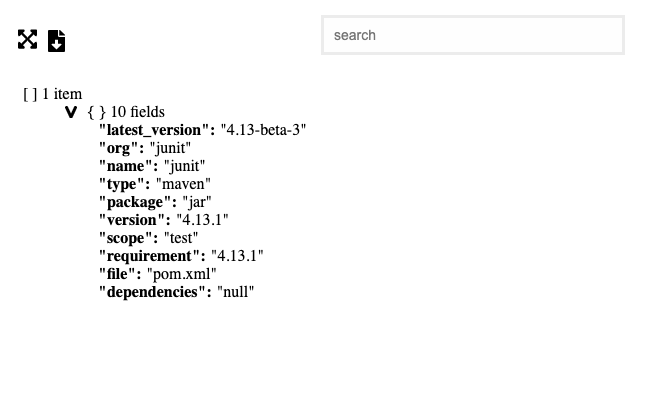 search
[ ] 1 item
{ } 10 fields
"latest_version": "4.13-beta-3"
"org": "junit"
"name": "junit"
"type": "maven"
"package": "jar"
"version": "4.13.1"
"scope": "test"
"requirement": "4.13.1"
"file": "pom.xml"
"dependencies": "null"